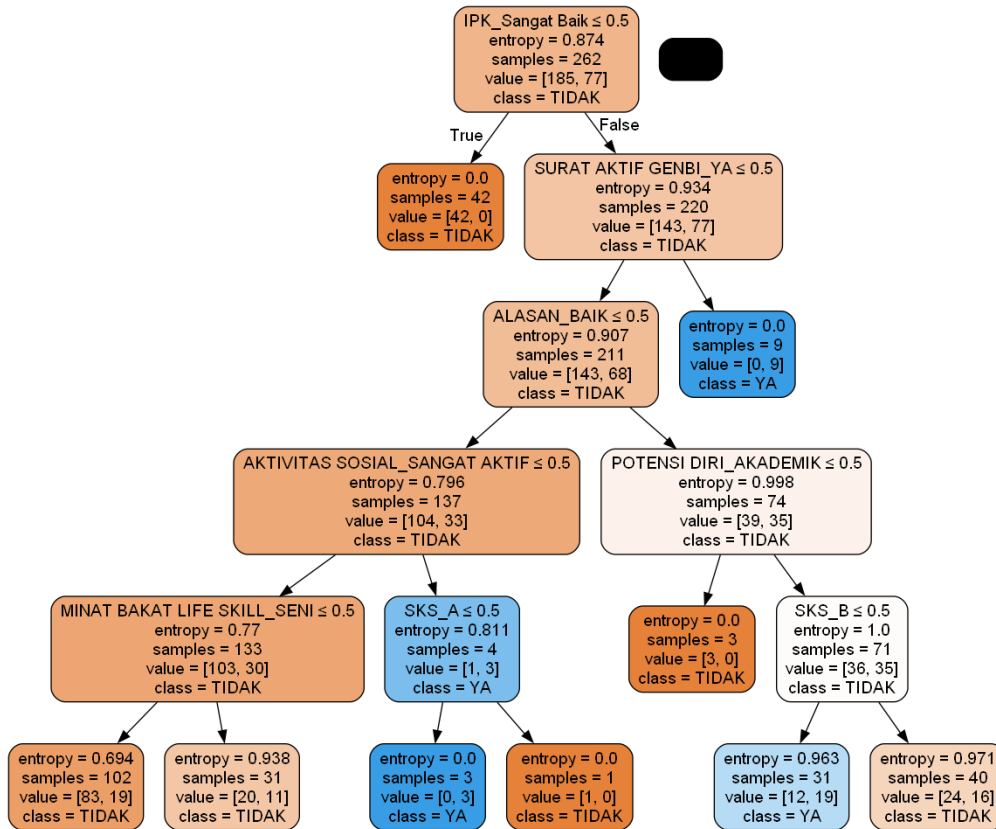 IPK_Sangat Baik ≤ 0.5
entropy = 0.874
samples = 262
value = [185, 77]
class = TIDAK
True
False
entropy = 0.0
samples = 42
value = [42, 0]
class = TIDAK
SURAT AKTIF GENBI_YA ≤ 0.5
entropy = 0.934
samples = 220
value = [143, 77]
class = TIDAK
ALASAN_BAIK ≤ 0.5
entropy = 0.907
samples = 211
value = [143, 68]
class = TIDAK
entropy = 0.0
samples = 9
value = [0, 9]
class = YA
AKTIVITAS SOSIAL_SANGAT AKTIF ≤ 0.5
entropy = 0.796
samples = 137
value = [104, 33]
class = TIDAK
POTENSI DIRI_AKADEMIK ≤ 0.5
entropy = 0.998
samples = 74
value = [39, 35]
class = TIDAK
MINAT BAKAT LIFE SKILL_SENI ≤ 0.5
entropy = 0.77
samples = 133
value = [103, 30]
class = TIDAK
SKS_A ≤ 0.5
entropy = 0.811
samples = 4
value = [1, 3]
class = YA
entropy = 0.0
samples = 3
value = [3, 0]
class = TIDAK
SKS_B ≤ 0.5
entropy = 1.0
samples = 71
value = [36, 35]
class = TIDAK
entropy = 0.694
samples = 102
value = [83, 19]
class = TIDAK
entropy = 0.938
samples = 31
value = [20, 11]
class = TIDAK
entropy = 0.0
samples = 3
value = [0, 3]
class = YA
entropy = 0.0
samples = 1
value = [1, 0]
class = TIDAK
entropy = 0.963
samples = 31
value = [12, 19]
class = YA
entropy = 0.971
samples = 40
value = [24, 16]
class = TIDAK